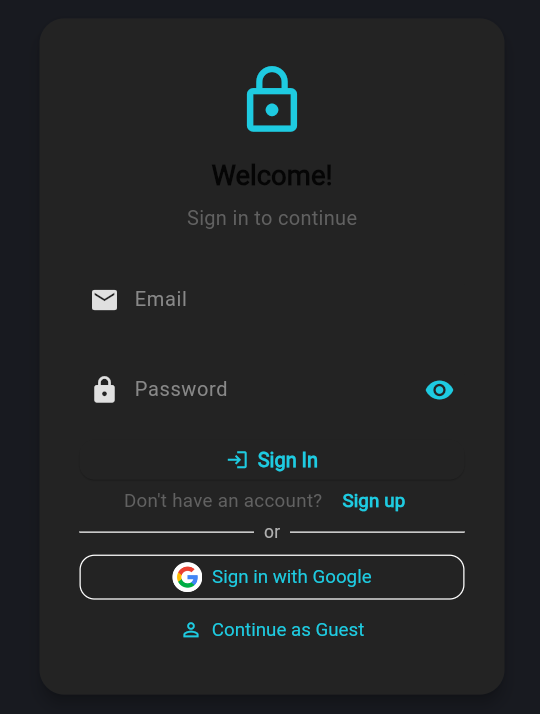 Welcome!
Sign in to continue
Email
Password
Sign In
Don't have an account? Sign up
or
Sign in with Google
Continue as Guest